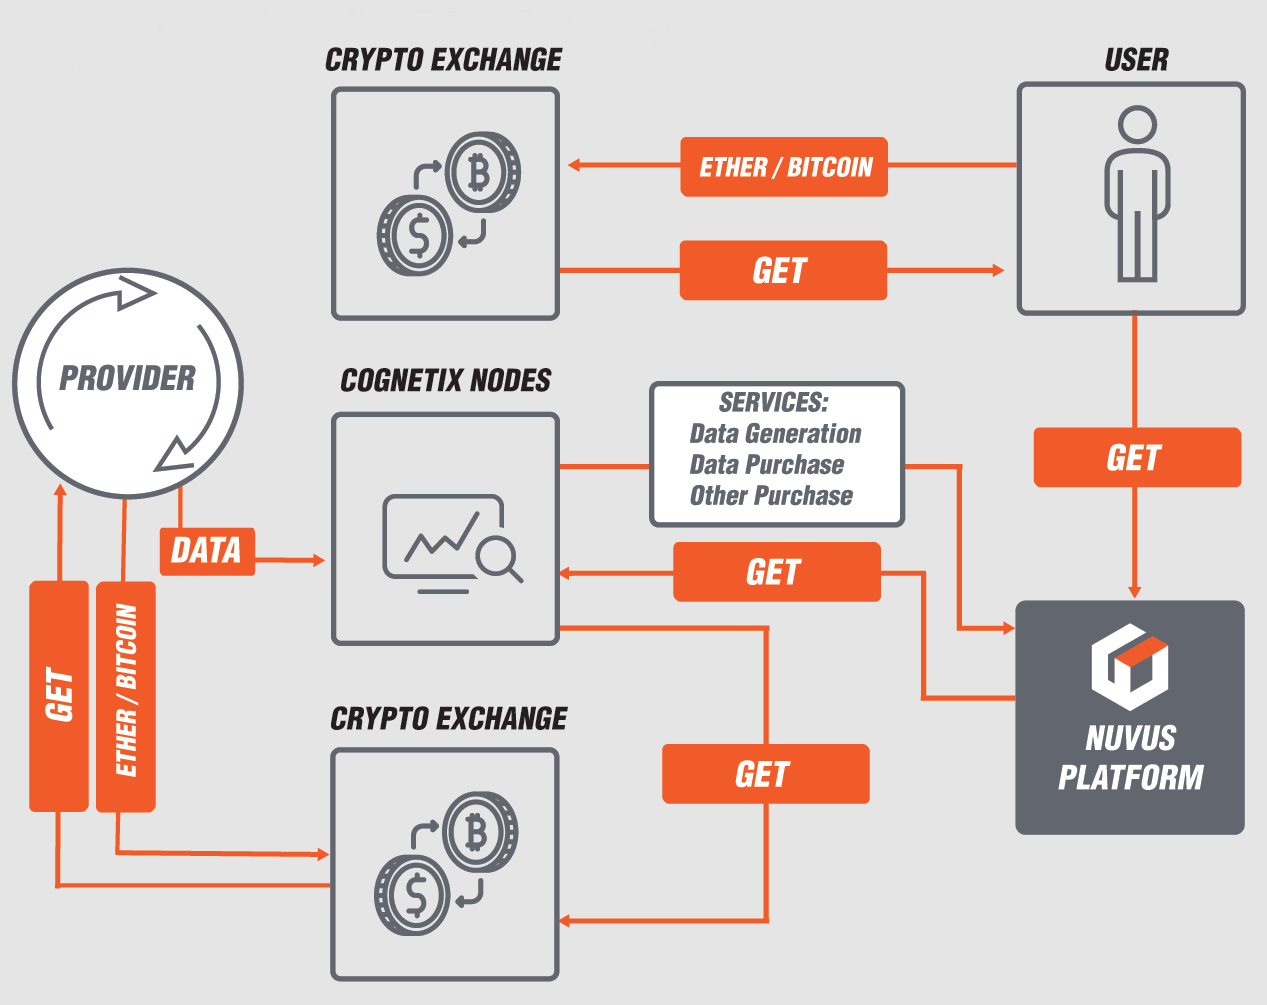 CRYPTO EXCHANGE
USER
ETHER / BITCOIN
GET
PROVIDER
COGNETIX NODES
SERVICES:
Data Generation
Data Purchase
Other Purchase
GET
DATA
GET
GET
ETHER / BITCOIN
CRYPTO EXCHANGE
GET
NUVUS
PLATFORM